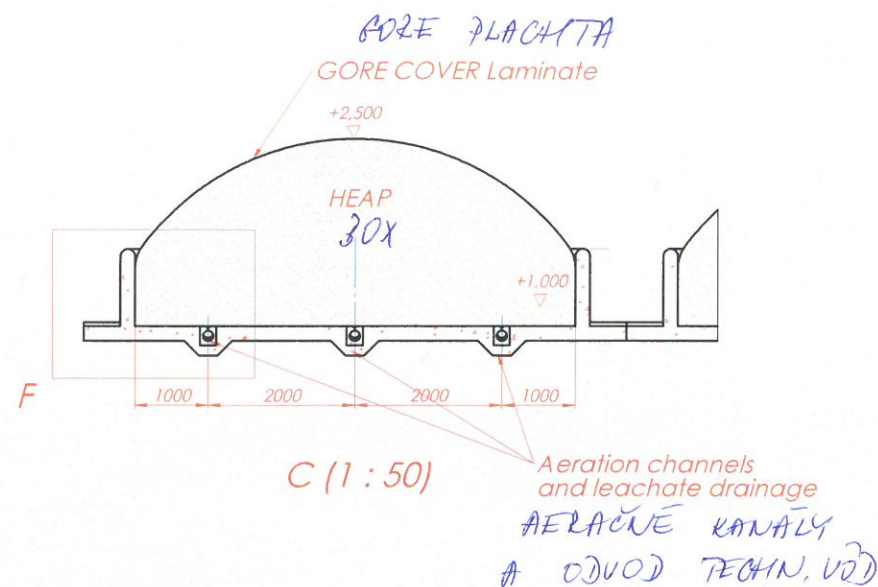 GORE PLACHTA
GORE COVER Laminate
+2,500
HEAP
30X
+1,000
F
1000 2000 2000 1000
C (1 : 50)
Aeration channels
and leachate drainage
AERAČNÉ KANÁLY
A ODVOD TECHN. VÔD